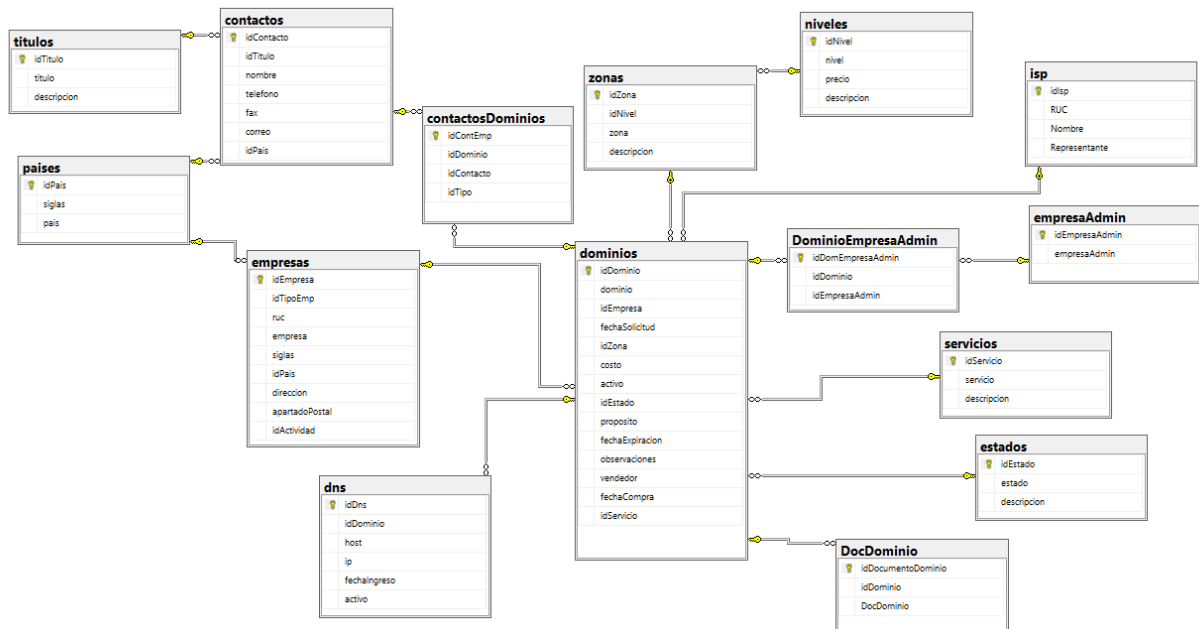 titulos
idTitulo
titulo
descripcion
contactos
idContacto
idTitulo
nombre
telefono
fax
correo
idPais
paises
idPais
siglas
pais
contactosDominios
idContEmp
idDominio
idContacto
idTipo
zonas
idZona
idNivel
zona
descripcion
niveles
idNivel
nivel
precio
descripcion
isp
idIsp
RUC
Nombre
Representante
empresas
idEmpresa
idTipoEmp
ruc
empresa
siglas
idPais
direccion
apartadoPostal
idActividad
dominios
idDominio
dominio
idEmpresa
fechaSolicitud
idZona
costo
activo
idEstado
proposito
fechaExpiracion
observaciones
vendedor
fechaCompra
idServicio
DominioEmpresaAdmin
idDomEmpresaAdmin
idDominio
idEmpresaAdmin
empresaAdmin
idEmpresaAdmin
empresaAdmin
servicios
idServicio
servicio
descripcion
estados
idEstado
estado
descripcion
dns
idDns
idDominio
host
ip
fechaIngreso
activo
DocDominio
idDocumentoDominio
idDominio
DocDominio